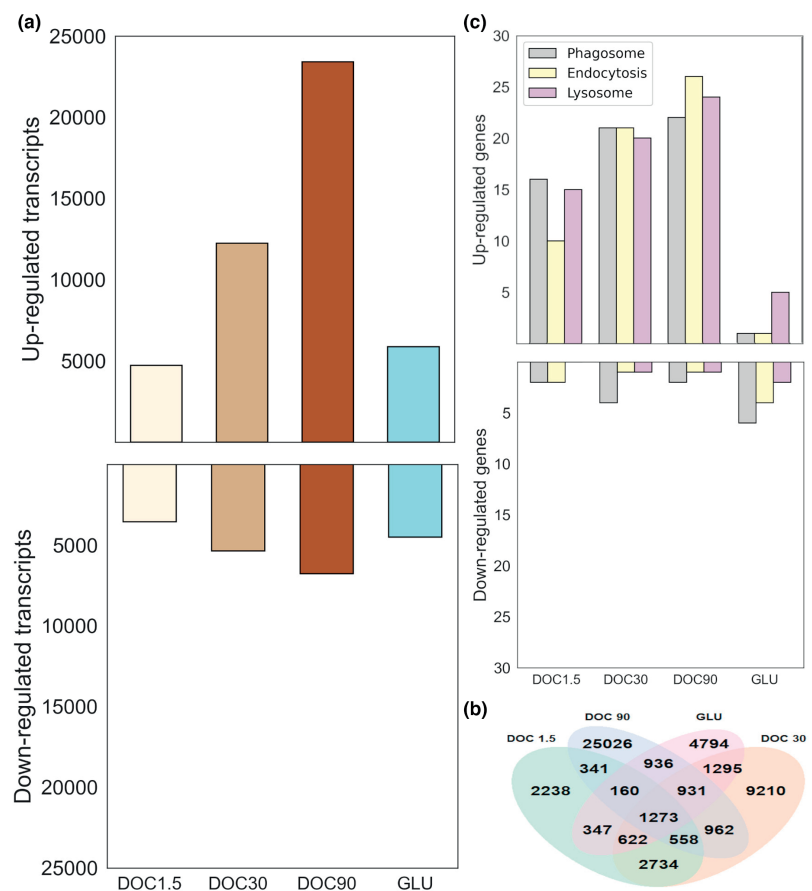 (a)
25000
20000
15000
10000
5000
Up-regulated transcripts
5000
10000
15000
20000
25000
Down-regulated transcripts
DOC1.5 DOC30 DOC90 GLU
(c)
30
25
20
15
10
5
Up-regulated genes
Phagosome
Endocytosis
Lysosome
5
10
15
20
25
30
Down-regulated genes
DOC1.5 DOC30 DOC90 GLU
(b)
DOC 90 GLU
DOC 1.5 DOC 30
25026 4794
341 936 1295
2238 160 931 9210
1273
347 622 558 962
2734